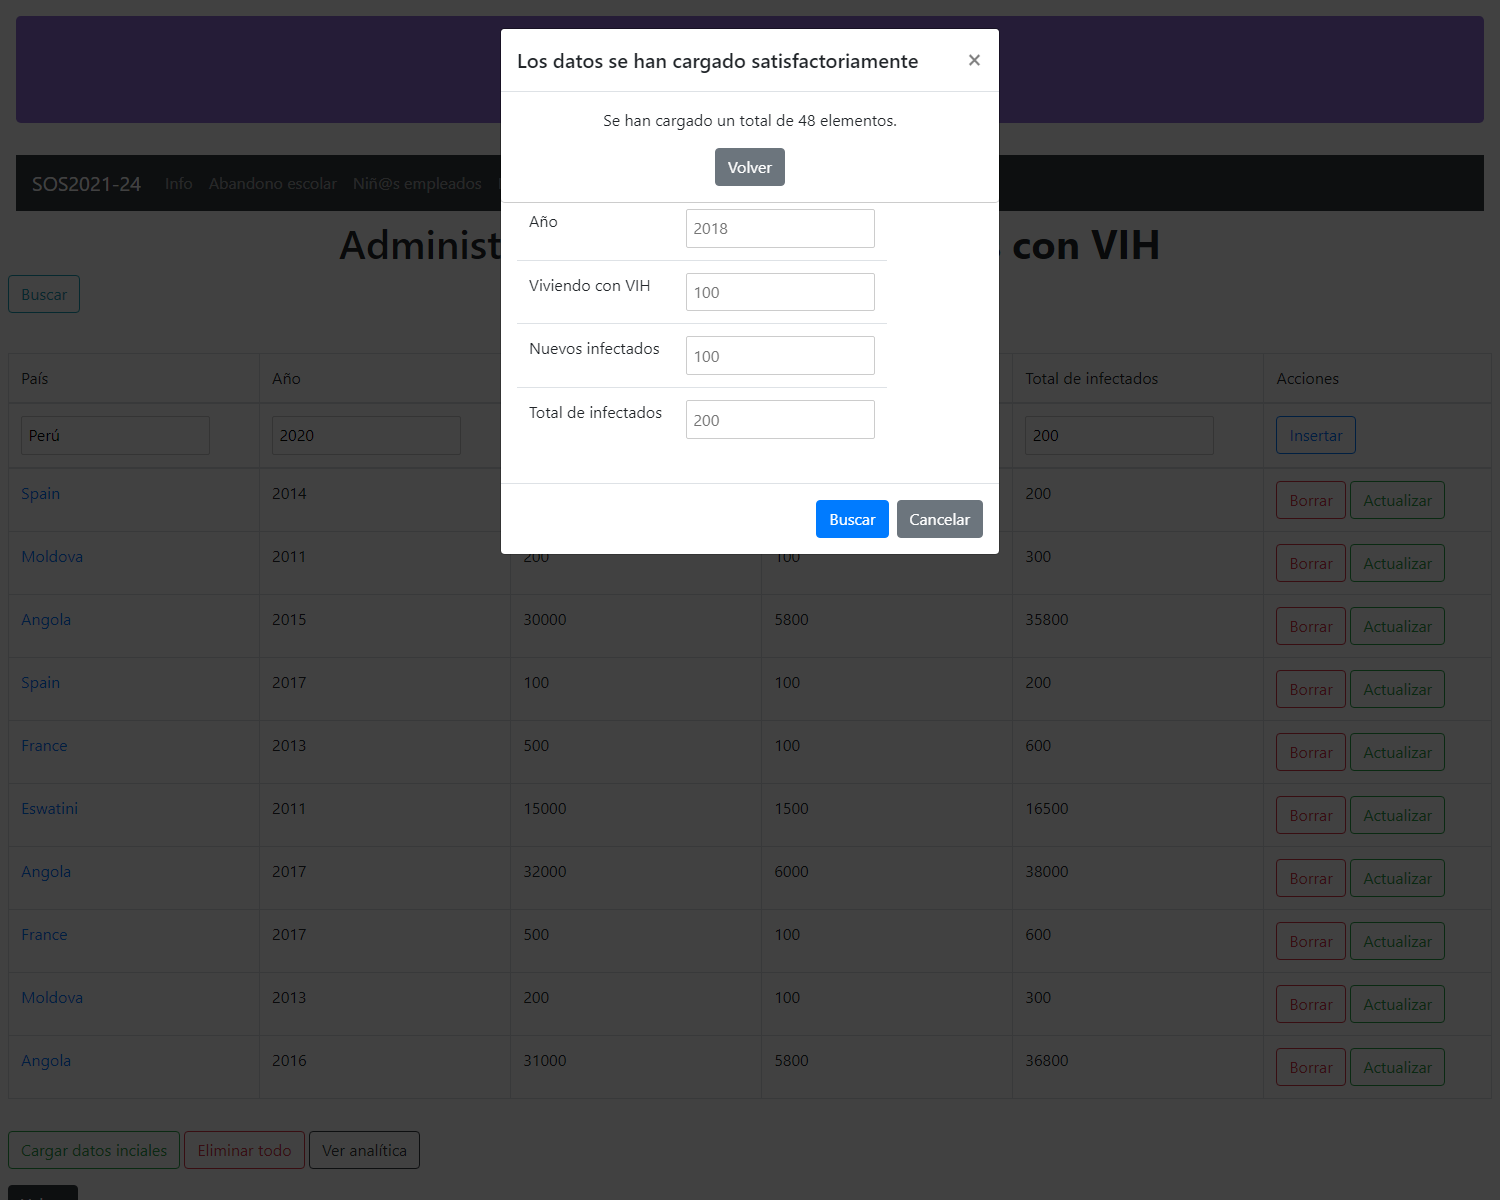 Los datos se han cargado satisfactoriamente ×
Se han cargado un total de 48 elementos.
Volver
SOS2021-24 Info Abandono escolar Niñ@s empleados
Administ con VIH
Buscar
Año 2018
Viviendo con VIH 100
Nuevos infectados 100
Total de infectados 200
Buscar Cancelar
País Año Total de infectados Acciones
Perú 2020 200 Insertar
Spain 2014 200 Borrar Actualizar
Moldova 2011 200 100 300 Borrar Actualizar
Angola 2015 30000 5800 35800 Borrar Actualizar
Spain 2017 100 100 200 Borrar Actualizar
France 2013 500 100 600 Borrar Actualizar
Eswatini 2011 15000 1500 16500 Borrar Actualizar
Angola 2017 32000 6000 38000 Borrar Actualizar
France 2017 500 100 600 Borrar Actualizar
Moldova 2013 200 100 300 Borrar Actualizar
Angola 2016 31000 5800 36800 Borrar Actualizar
Cargar datos inciales Eliminar todo Ver analítica